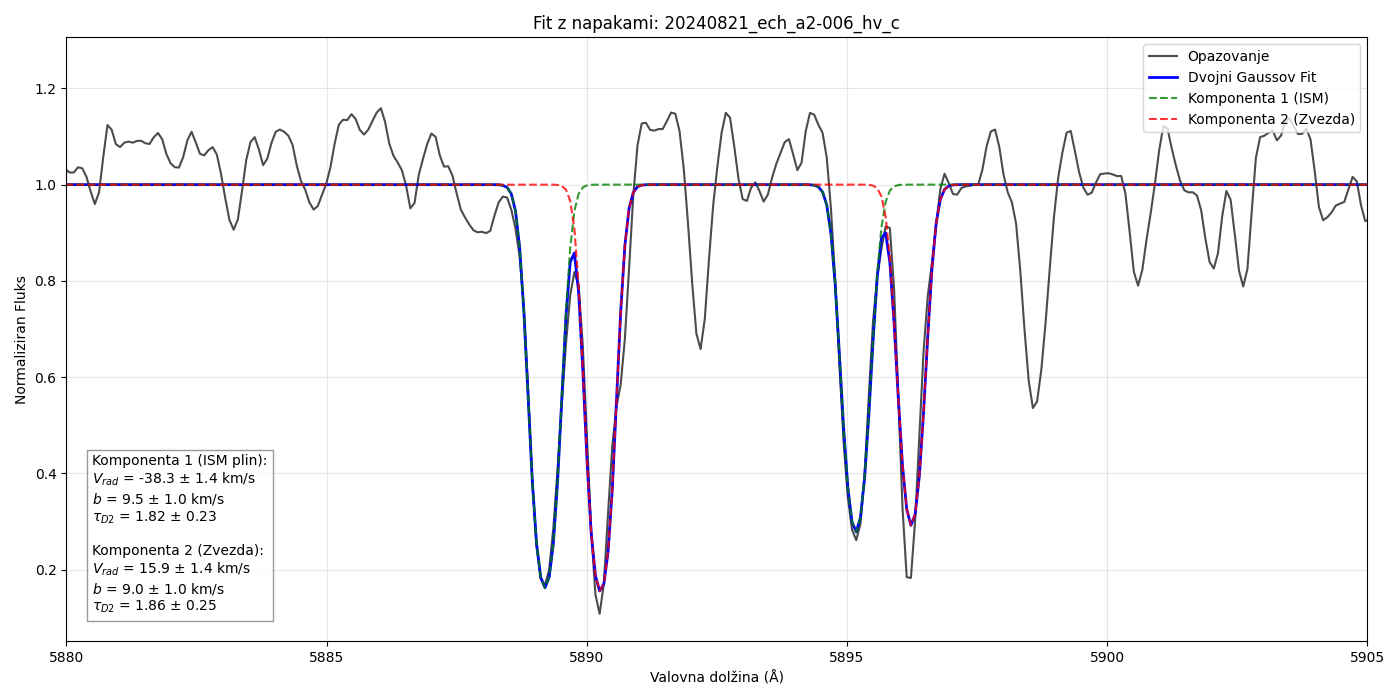 Fit z napakami: 20240821_ech_a2-006_hv_c
Normaliziran Fluks
1.2
1.0
0.8
0.6
0.4
0.2
Opazovanje
Dvojni Gaussov Fit
Komponenta 1 (ISM)
Komponenta 2 (Zvezda)
Komponenta 1 (ISM plin):
V_rad = -38.3 ± 1.4 km/s
b = 9.5 ± 1.0 km/s
τ_D2 = 1.82 ± 0.23
Komponenta 2 (Zvezda):
V_rad = 15.9 ± 1.4 km/s
b = 9.0 ± 1.0 km/s
τ_D2 = 1.86 ± 0.25
5880 5885 5890 5895 5900 5905
Valovna dolžina (Å)